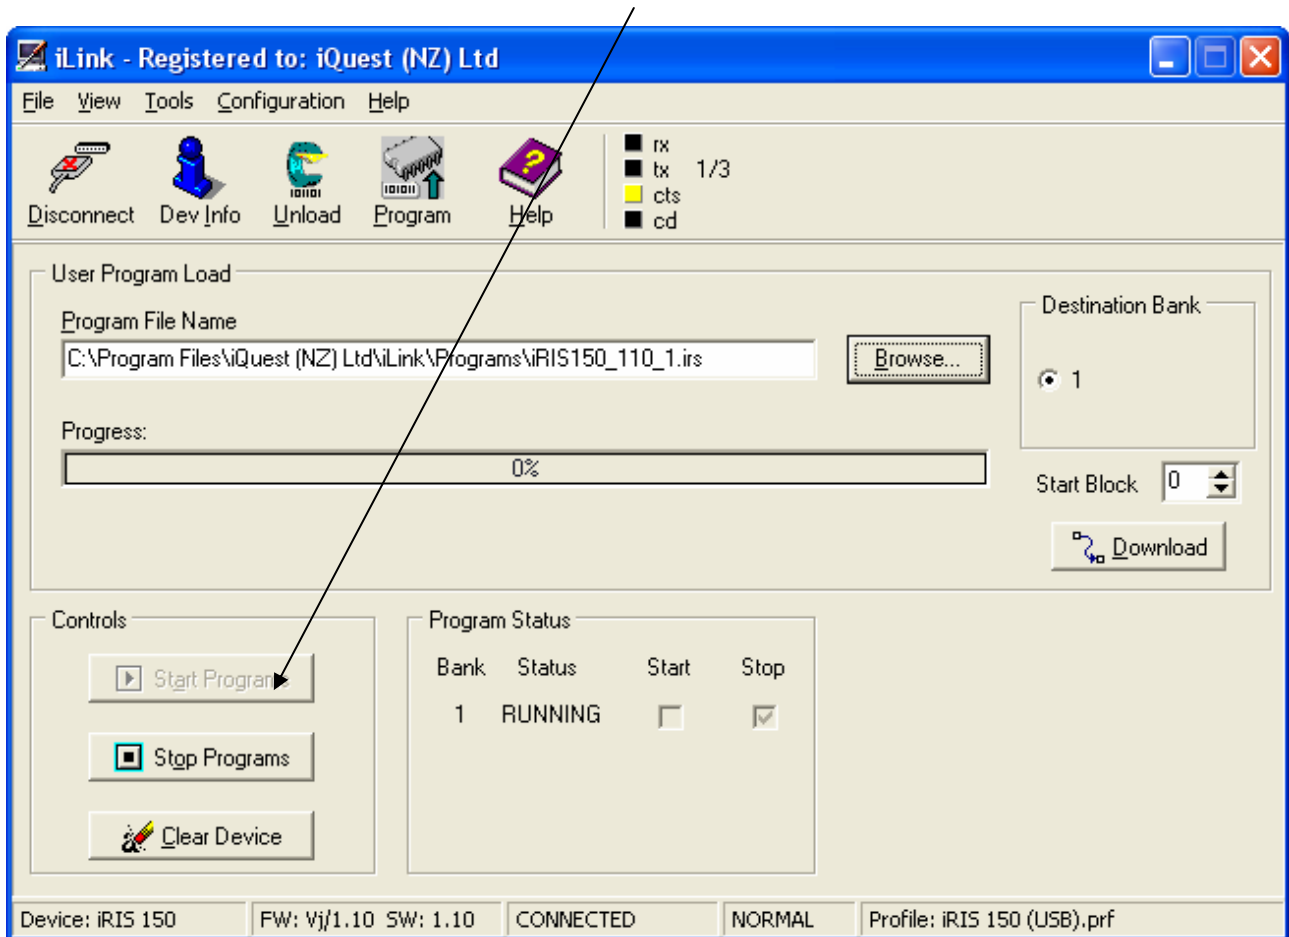 iLink - Registered to: iQuest (NZ) Ltd
File View Tools Configuration Help
Disconnect Dev Info Unload Program Help
rx
tx 1/3
cts
cd
User Program Load
Program File Name
C:\Program Files\iQuest (NZ) Ltd\iLink\Programs\iRIS150_110_1.irs
Browse...
Destination Bank
1
Progress:
0%
Start Block 0
Download
Controls
Start Programs
Stop Programs
Clear Device
Program Status
Bank Status Start Stop
1 RUNNING
Device: iRIS 150 FW: Vj/1.10 SW: 1.10 CONNECTED NORMAL Profile: iRIS 150 (USB).prf